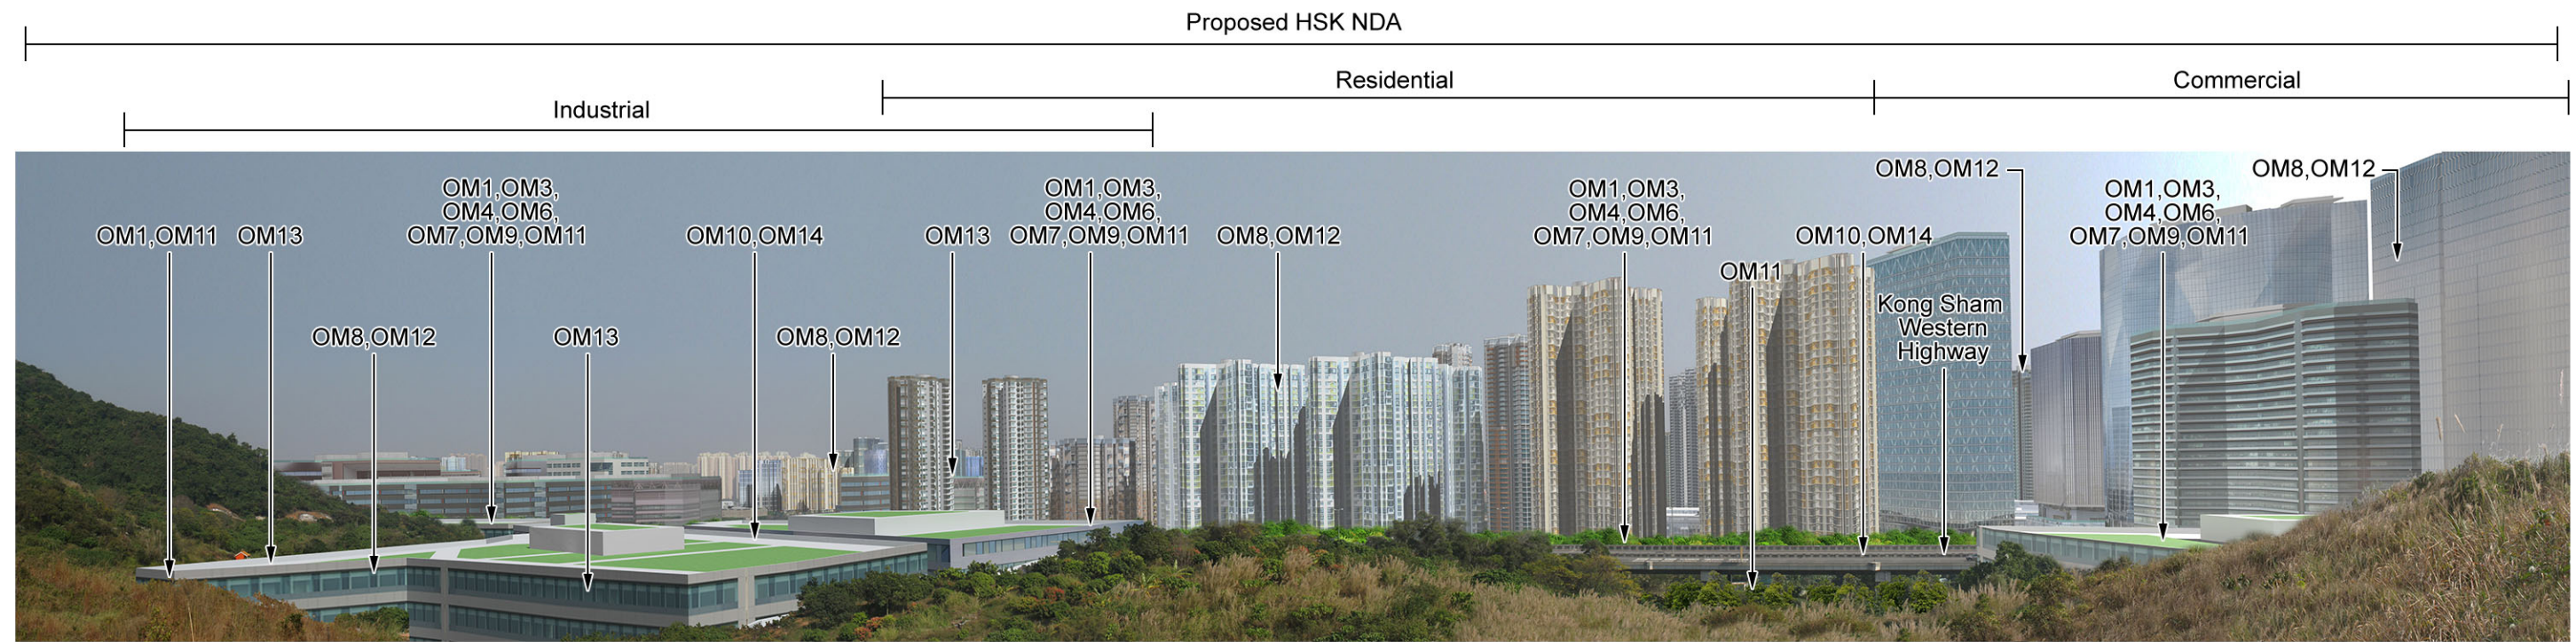 Proposed HSK NDA
Residential
Commercial
Industrial
OM8,OM12
OM8,OM12
OM1,OM3,
OM4,OM6,
OM7,OM9,OM11
OM1,OM3,
OM4,OM6,
OM7,OM9,OM11
OM1,OM3,
OM4,OM6,
OM7,OM9,OM11
OM1,OM3,
OM4,OM6,
OM7,OM9,OM11
OM1,OM11
OM13
OM10,OM14
OM13
OM8,OM12
OM10,OM14
OM11
Kong Sham
Western
Highway
OM8,OM12
OM13
OM8,OM12